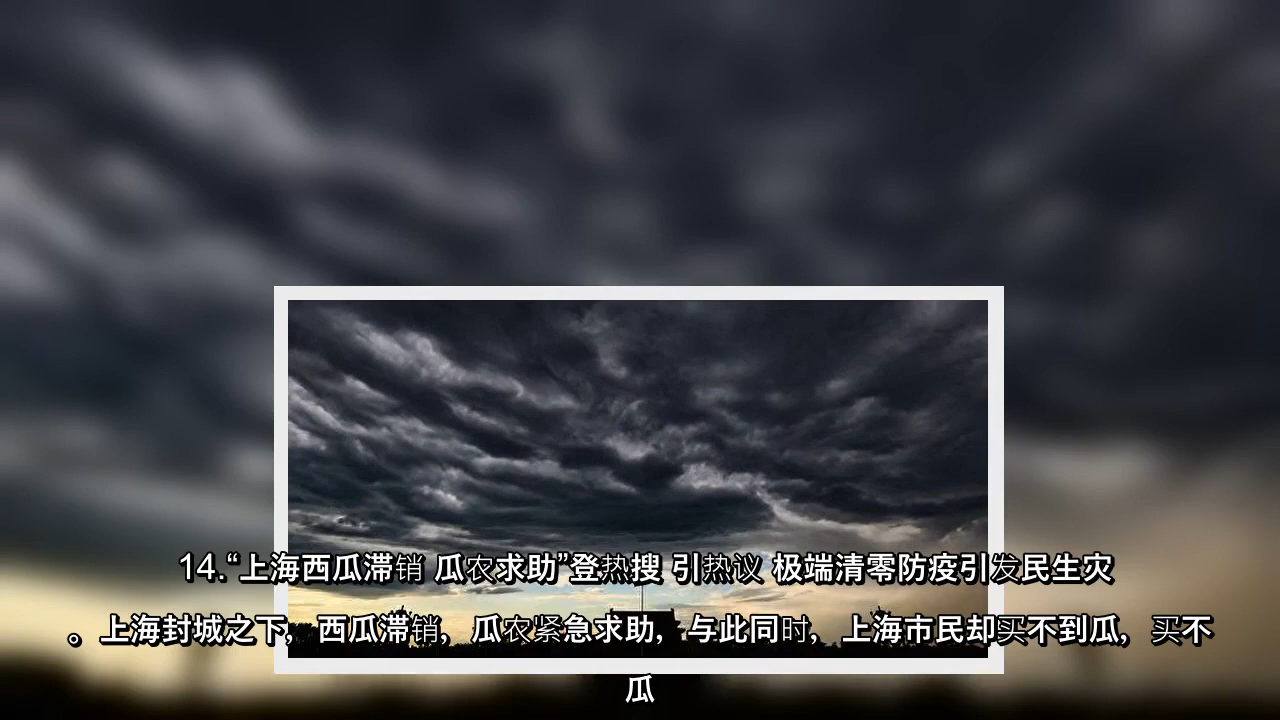 14.“上海西瓜滞销 瓜农求助”登热搜 引热议 极端清零防疫引发民生灾
。上海封城之下，西瓜滞销，瓜农紧急求助，与此同时，上海市民却买不到瓜，买不
瓜